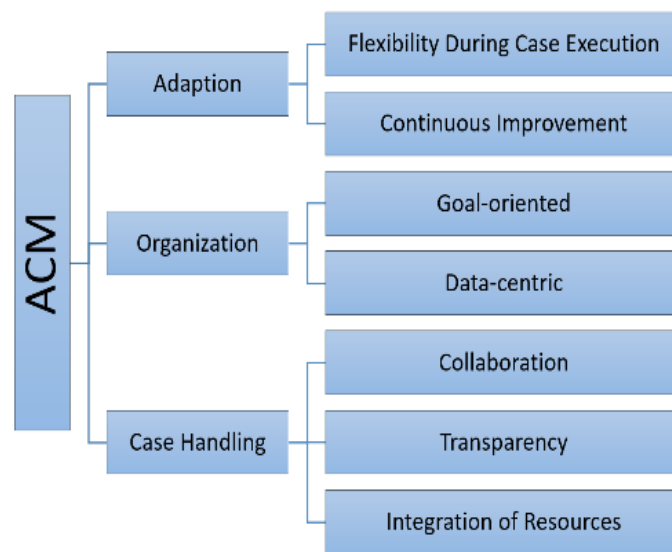 ACM
Adaption
Flexibility During Case Execution
Continuous Improvement
Organization
Goal-oriented
Data-centric
Case Handling
Collaboration
Transparency
Integration of Resources